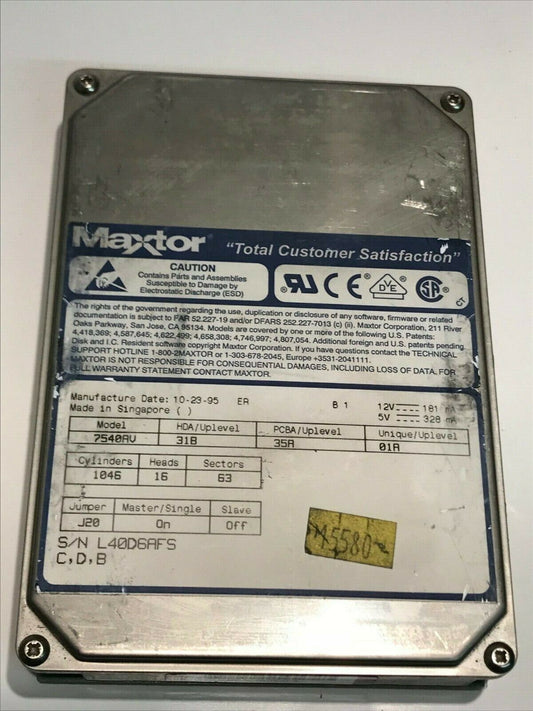 Maxtor "Total Customer Satisfaction"
CAUTION
Contains Parts and Assemblies
Susceptible to Damage by
Electrostatic Discharge (ESD)
CE
VDE
CT
The rights of the government regarding the use, duplication or disclosure of any software, firmware or related
documentation is subject to FAR 52.227-19 and/or DFARS 252.227-7013 (c) (ii). Maxtor Corporation, 211 River
Oaks Parkway, San Jose, CA 95134. Models are covered by one or more of the following U.S. Patents:
4,418,369; 4,587,645; 4,622,499; 4,658,308; 4,746,997; 4,807,054. Additional foreign and U.S. patents pending.
Disk and I.C. Resident software copyright Maxtor Corporation. If you have questions contact the TECHNICAL
SUPPORT HOTLINE 1-800-2MAXTOR or 1-303-678-2045, Europe +3531-2041111.
MAXTOR IS NOT RESPONSIBLE FOR CONSEQUENTIAL DAMAGES, INCLUDING LOSS OF DATA. FOR
FULL WARRANTY STATEMENT CONTACT MAXTOR.
Manufacture Date: 10-23-95 ER B 1 12V 181 mA
Made in Singapore ( ) 5V 328 mA
Model HDA/Uplevel PCBA/Uplevel Unique/Uplevel
7540AV 31B 35A 01A
Cylinders Heads Sectors
1046 16 63
Jumper Master/Single Slave
J20 On Off
S/N L40D6AFS
C,D,B